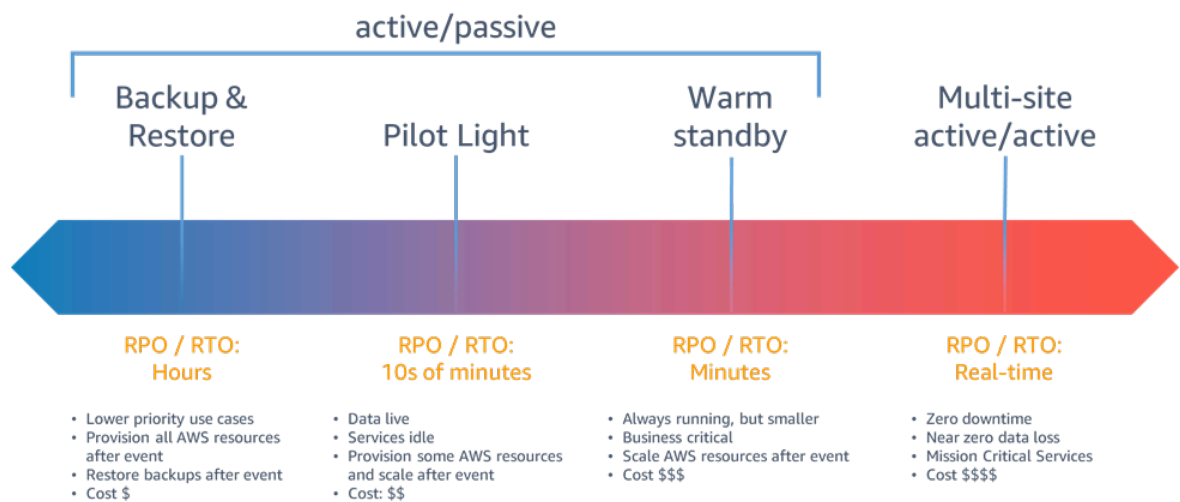 active/passive
Backup &
Restore
Pilot Light
Warm
standby
Multi-site
active/active
RPO / RTO:
Hours
RPO / RTO:
10s of minutes
RPO / RTO:
Minutes
RPO / RTO:
Real-time
• Lower priority use cases
• Provision all AWS resources
after event
• Restore backups after event
• Cost $
• Data live
• Services idle
• Provision some AWS resources
and scale after event
• Cost: $$
• Always running, but smaller
• Business critical
• Scale AWS resources after event
• Cost $$$
• Zero downtime
• Near zero data loss
• Mission Critical Services
• Cost $$$$